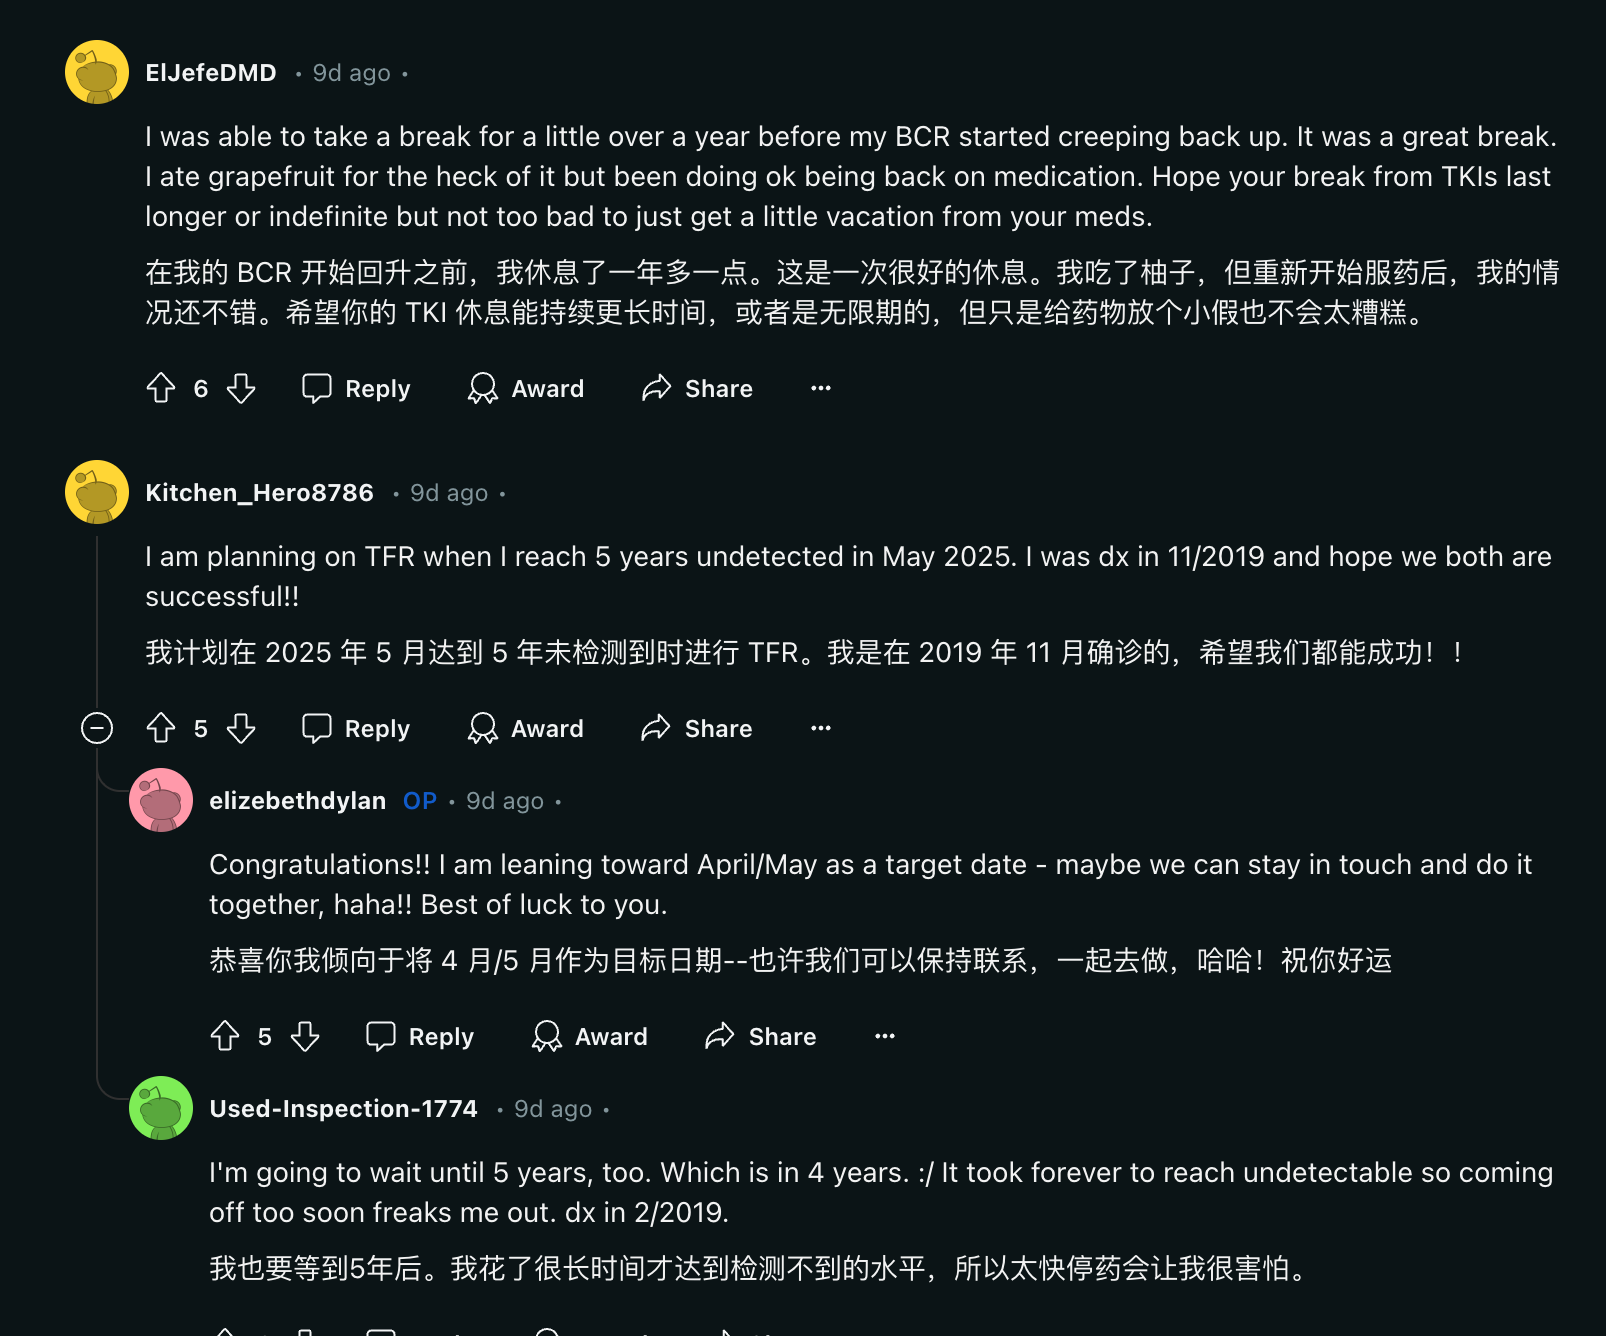 ElJefeDMD • 9d ago •
I was able to take a break for a little over a year before my BCR started creeping back up. It was a great break.
I ate grapefruit for the heck of it but been doing ok being back on medication. Hope your break from TKIs last
longer or indefinite but not too bad to just get a little vacation from your meds.
在我的 BCR 开始回升之前，我休息了一年多一点。这是一次很好的休息。我吃了柚子，但重新开始服药后，我的情
况还不错。希望你的 TKI 休息能持续更长时间，或者是无限期的，但只是给药物放个小假也不会太糟糕。
6 Reply Award Share ···
Kitchen_Hero8786 • 9d ago •
I am planning on TFR when I reach 5 years undetected in May 2025. I was dx in 11/2019 and hope we both are
successful!!
我计划在 2025 年 5 月达到 5 年未检测到时进行 TFR。我是在 2019 年 11 月确诊的，希望我们都能成功！！
5 Reply Award Share ···
elizebethdylan OP • 9d ago •
Congratulations!! I am leaning toward April/May as a target date - maybe we can stay in touch and do it
together, haha!! Best of luck to you.
恭喜你我倾向于将 4 月/5 月作为目标日期--也许我们可以保持联系，一起去做，哈哈！祝你好运
5 Reply Award Share ···
Used-Inspection-1774 • 9d ago •
I'm going to wait until 5 years, too. Which is in 4 years. :/ It took forever to reach undetectable so coming
off too soon freaks me out. dx in 2/2019.
我也要等到5年后。我花了很长时间才达到检测不到的水平，所以太快停药会让我很害怕。